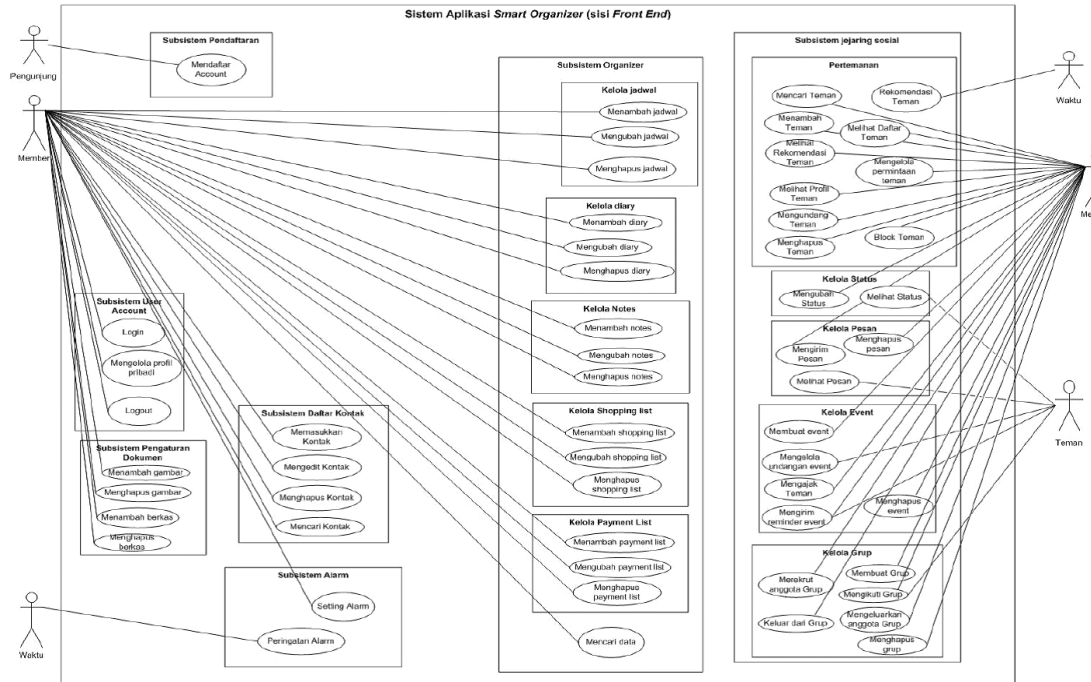 Sistem Aplikasi Smart Organizer (sisi Front End)
Pengunjung
Member
Waktu
Subsistem Pendaftaran
Mendaftar
Account
Subsistem User
Account
Login
Mengelola profil
pribadi
Logout
Subsistem Pengaturan
Dokumen
Menambah gambar
Menghapus gambar
Menambah berkas
Menghapus
berkas
Subsistem Daftar Kontak
Memasukkan
Kontak
Mengedit Kontak
Menghapus Kontak
Mencari Kontak
Subsistem Alarm
Setting Alarm
Peringatan Alarm
Subsistem Organizer
Kelola jadwal
Menambah jadwal
Mengubah jadwal
Menghapus jadwal
Kelola diary
Menambah diary
Mengubah diary
Menghapus diary
Kelola Notes
Menambah notes
Mengubah notes
Menghapus notes
Kelola Shopping list
Menambah shopping list
Mengubah shopping list
Menghapus
shopping list
Kelola Payment List
Menambah payment list
Mengubah payment list
Menghapus
payment list
Mencari data
Subsistem jejaring sosial
Pertemanan
Mencari Teman
Rekomendasi
Teman
Menambah
Teman
Melihat Daftar
Teman
Melihat
Rekomendasi
Teman
Mengelola
permintaan
teman
Melihat Profil
Teman
Mengundang
Teman
Menghapus
Teman
Block Teman
Kelola Status
Mengubah
Status
Melihat Status
Kelola Pesan
Mengirim
Pesan
Menghapus
pesan
Melihat Pesan
Kelola Event
Membuat event
Mengelola
undangan event
Mengajak
Teman
Mengirim
reminder event
Menghapus
event
Kelola Grup
Merekrut
anggota Grup
Membuat Grup
Mengikuti Grup
Keluar dari Grup
Mengeluarkan
anggota Grup
Menghapus
grup
Waktu
Me
Teman